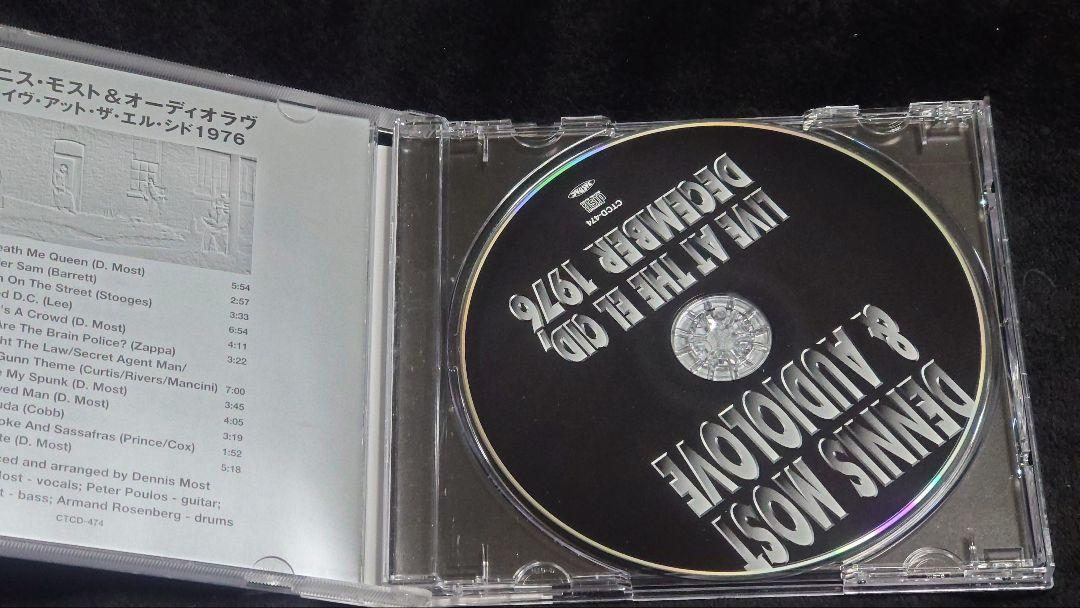 ニス・モスト&オーディオラヴ
イヴ・アット・ザ・エル・シド1976
eath Me Queen (D. Most) 5:54
er Sam (Barrett) 2:57
n On The Street (Stooges) 3:33
ed D.C. (Lee) 6:54
's A Crowd (D. Most) 4:11
Are The Brain Police? (Zappa) 3:22
ght The Law/Secret Agent Man/
Gunn Theme (Curtis/Rivers/Mancini) 7:00
e My Spunk (D. Most) 3:45
yed Man (D. Most) 4:05
uda (Cobb) 3:19
oke And Sassafras (Prince/Cox) 1:52
te (D. Most) 5:18
ced and arranged by Dennis Most
Most - vocals; Peter Poulos - guitar;
t - bass; Armand Rosenberg - drums
CTCD-474
DENNIS MOST
& AUDIOLOVE
LIVE AT THE EL CID,
DECEMBER 1976
CTCD-474